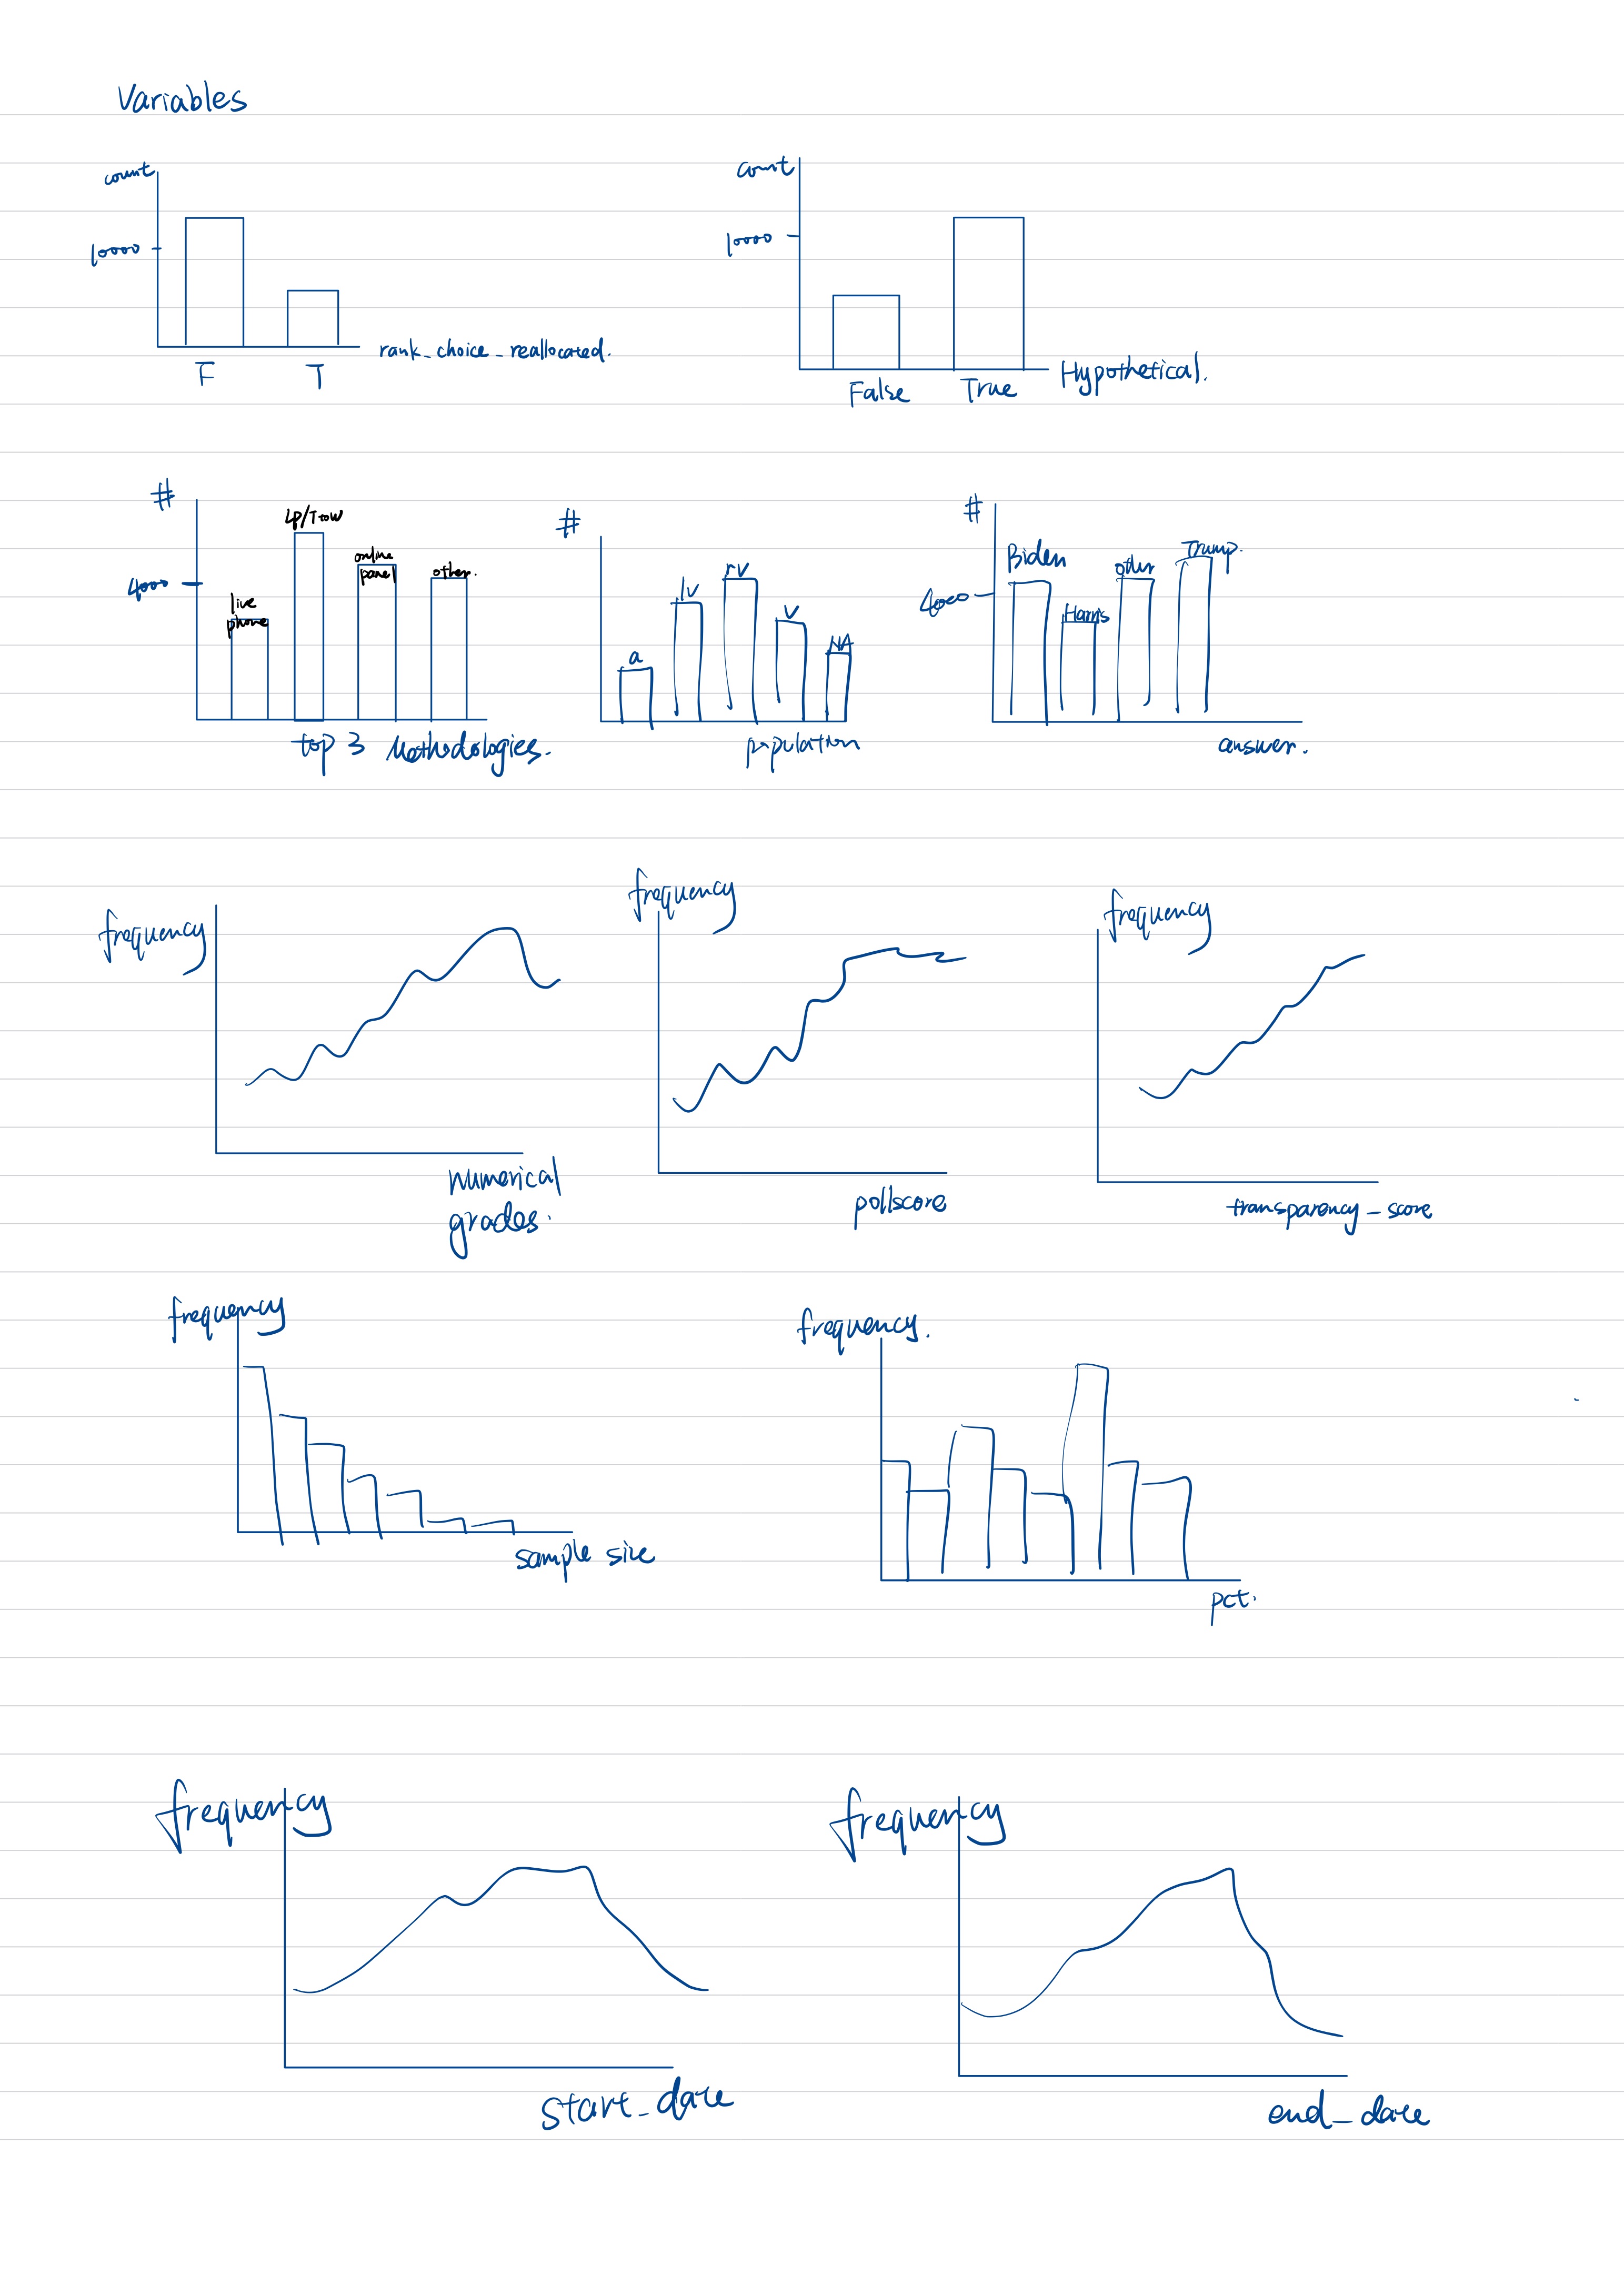 Variables
count
10000
F
T
rank_choice_reallocated.
count
10000
False
True
Hypothetical.
#
4000
live
phone
online
panel
other.
top 3 Methodologies.
#
a
lv
rv
v
NA
population
#
4000
Biden
Harris
other
Trump.
answer.
frequency
numerical
grades.
frequency
pollscore
frequency
transparency_score
frequency
sample size
frequency.
pct.
frequency
start_date
frequency
end_date